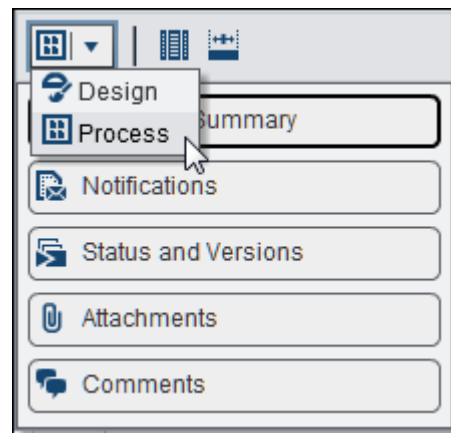 Design
Summary
Process
Notifications
Status and Versions
Attachments
Comments